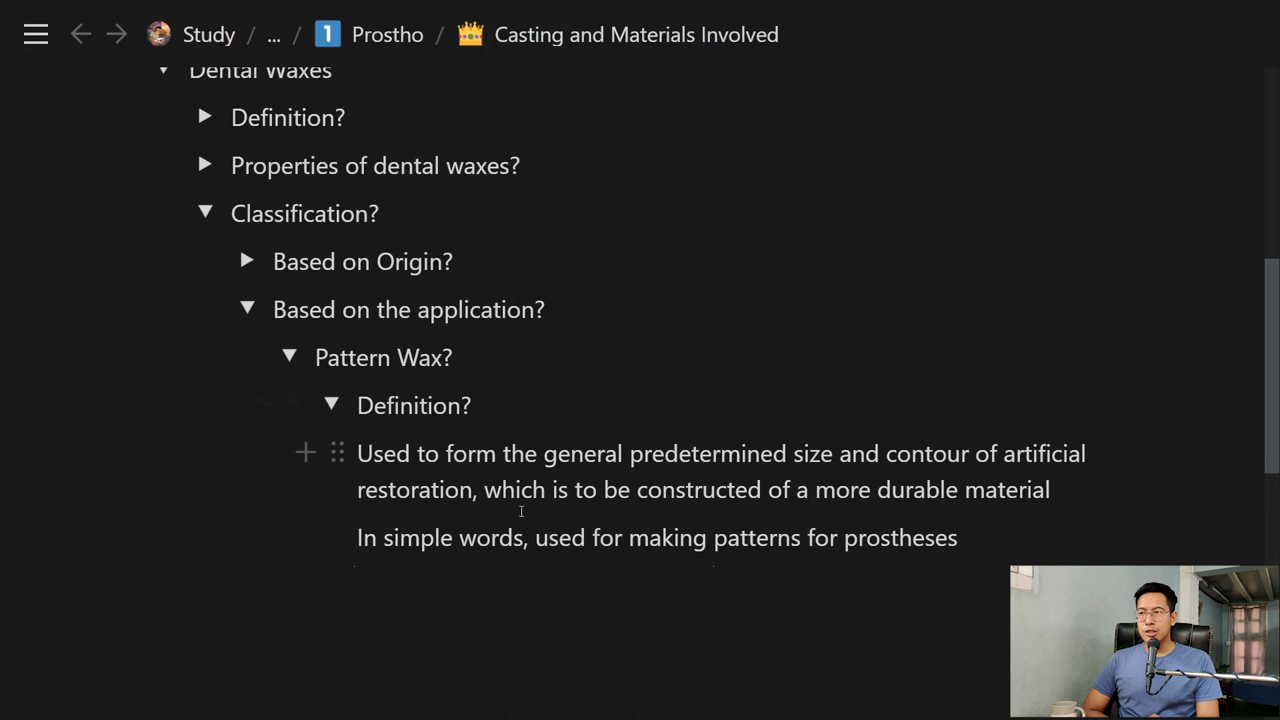 Study / ... / 1 Prostho / Casting and Materials Involved
Dental Waxes
Definition?
Properties of dental waxes?
Classification?
Based on Origin?
Based on the application?
Pattern Wax?
Definition?
Used to form the general predetermined size and contour of artificial
restoration, which is to be constructed of a more durable material
In simple words, used for making patterns for prostheses